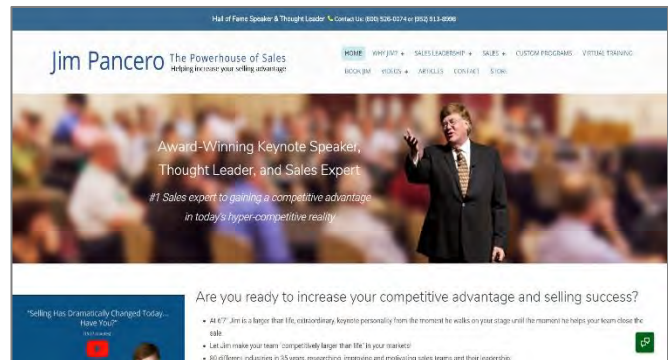 Hall of Fame Speaker & Thought Leader Contact Us: (800) 526-0074 or (952) 913-8998
Jim Pancero The Powerhouse of Sales
Helping increase your selling advantage
HOME WHY JIM? + SALES LEADERSHIP + SALES + CUSTOM PROGRAMS VIRTUAL TRAINING
BOOK JIM VIDEOS + ARTICLES CONTACT STORE
Award-Winning Keynote Speaker,
Thought Leader, and Sales Expert
#1 Sales expert to gaining a competitive advantage
in today's hyper-competitive reality
Are you ready to increase your competitive advantage and selling success?
"Selling Has Dramatically Changed Today...
Have You?"
At 6'7" Jim is a larger than life, extraordinary, keynote personality from the moment he walks on your stage until the moment he helps your team close the
sale.
Let Jim make your team 'competitively larger than life' in your markets!
80 different industries in 35 years, researching, improving and motivating sales teams and their leadership